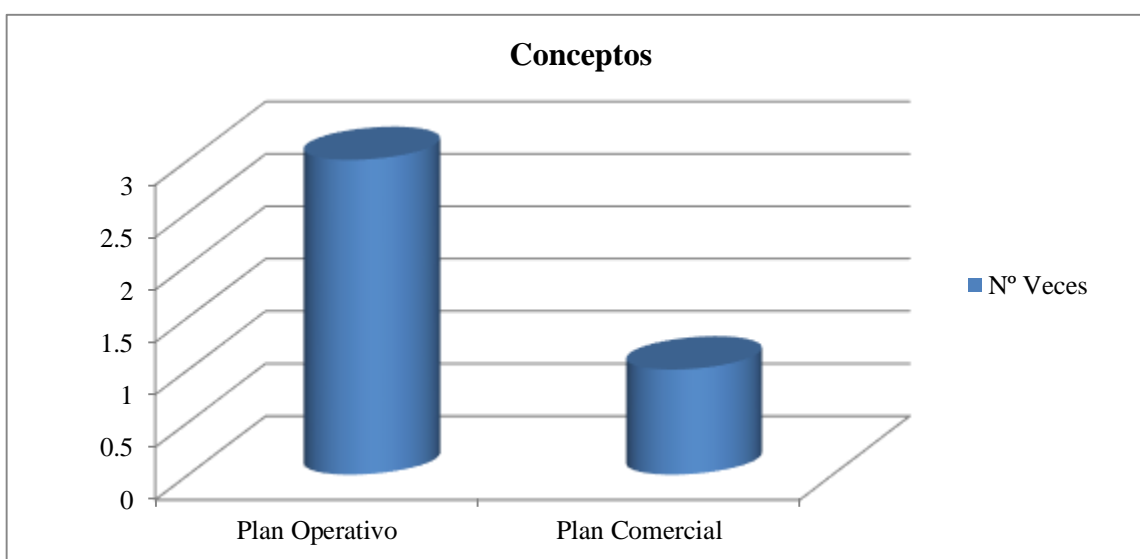 Conceptos
3
2.5
2
1.5
1
0.5
0
Plan Operativo
Plan Comercial
Nº Veces